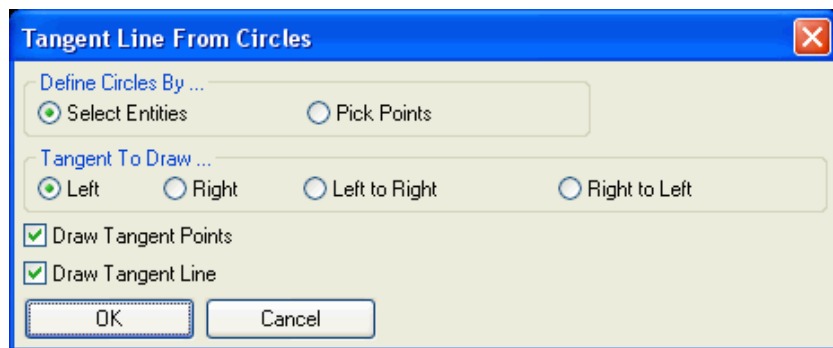 Tangent Line From Circles
Define Circles By ...
Select Entities Pick Points
Tangent To Draw ...
Left Right Left to Right Right to Left
Draw Tangent Points
Draw Tangent Line
OK Cancel